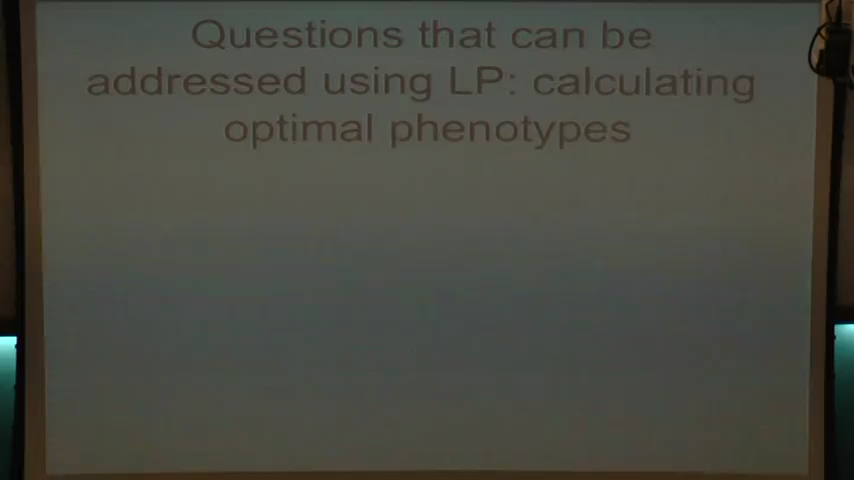 Questions that can be
addressed using LP: calculating
optimal phenotypes